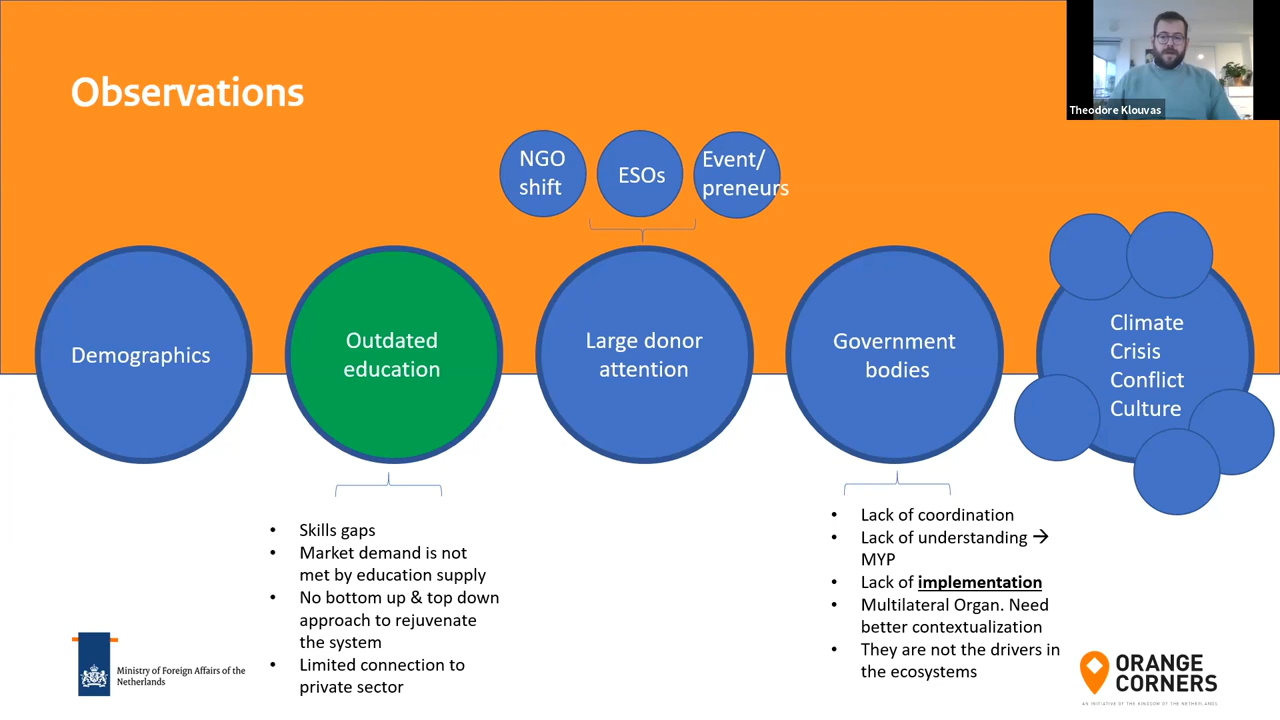 Observations
Theodore Klouvas
NGO
shift
ESOs
Event/
preneurs
Demographics
Outdated
education
Large donor
attention
Government
bodies
Climate
Crisis
Conflict
Culture
• Skills gaps
• Market demand is not
met by education supply
• No bottom up & top down
approach to rejuvenate
the system
• Limited connection to
private sector
• Lack of coordination
• Lack of understanding →
MYP
• Lack of implementation
• Multilateral Organ. Need
better contextualization
• They are not the drivers in
the ecosystems
Ministry of Foreign Affairs of the
Netherlands
ORANGE
CORNERS
AN INITIATIVE OF THE KINGDOM OF THE NETHERLANDS